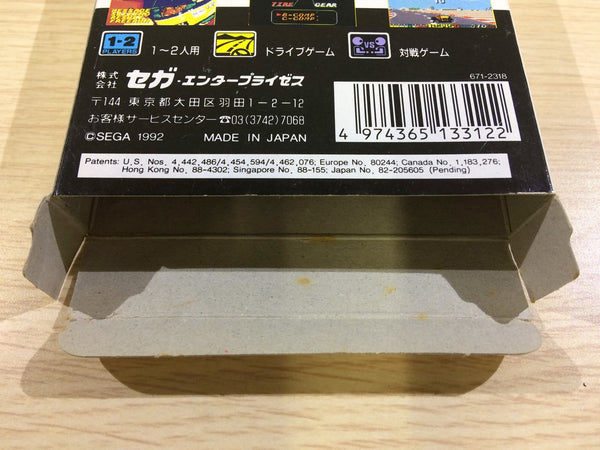 TIRE GEAR
1-2
PLAYERS
1〜2人用
ドライブゲーム
VS
対戦ゲーム
株式会社 セガ・エンタープライゼス
671-2318
〒144 東京都大田区羽田1-2-12
お客様サービスセンター ☎03(3742)7068
©SEGA 1992 MADE IN JAPAN
4 974365 133122
Patents: U.S. Nos. 4,442,486/4,454,594/4,462,076; Europe No. 80244; Canada No. 1,183,276;
Hong Kong No. 88-4302; Singapore No. 88-155; Japan No. 82-205605 (Pending)